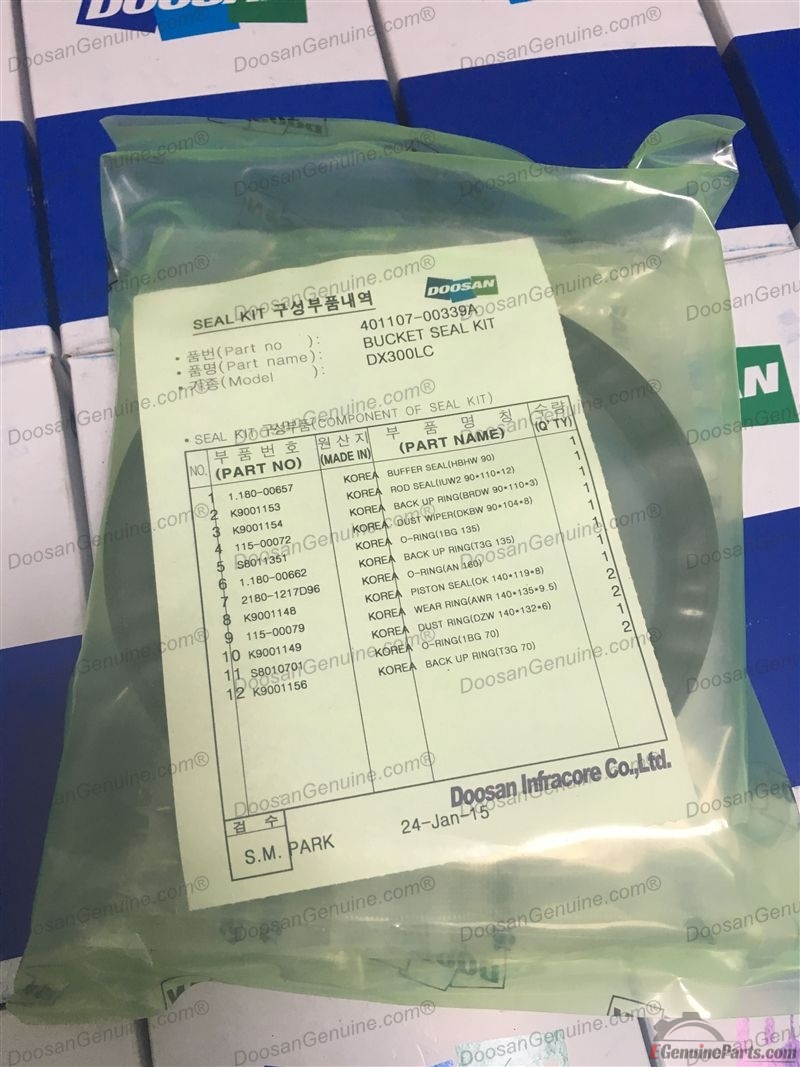 DOOSAN
DoosanGenuine.com®
DOOSAN
SEAL KIT 구성부품내역
• 품번(Part no ): 401107-00339A
• 품명(Part name): BUCKET SEAL KIT
• 기종(Model ): DX300LC
• SEAL KIT 구성부품(COMPONENT OF SEAL KIT)
NO. 부 품 번 호 (PART NO) 원 산 지 (MADE IN) 부 품 명 칭 (PART NAME) 수량 (Q'TY)
1 1.180-00657 KOREA BUFFER SEAL(HBHW 90) 1
2 K9001153 KOREA ROD SEAL(IUW2 90*110*12) 1
3 K9001154 KOREA BACK UP RING(BRDW 90*110*3) 1
4 115-00072 KOREA DUST WIPER(DKBW 90*104*8) 1
5 S8011351 KOREA O-RING(1BG 135) 1
6 1.180-00662 KOREA BACK UP RING(T3G 135) 1
7 2180-1217D96 KOREA O-RING(AN 160) 1
8 K9001148 KOREA PISTON SEAL(OK 140*119*8) 1
9 115-00079 KOREA WEAR RING(AWR 140*135*9.5) 2
10 K9001149 KOREA DUST RING(DZW 140*132*6) 2
11 S8010701 KOREA O-RING(1BG 70) 1
12 K9001156 KOREA BACK UP RING(T3G 70) 2
Doosan Infracore Co.,Ltd.
검 수
S.M. PARK 24-Jan-15
EGenuineParts.com